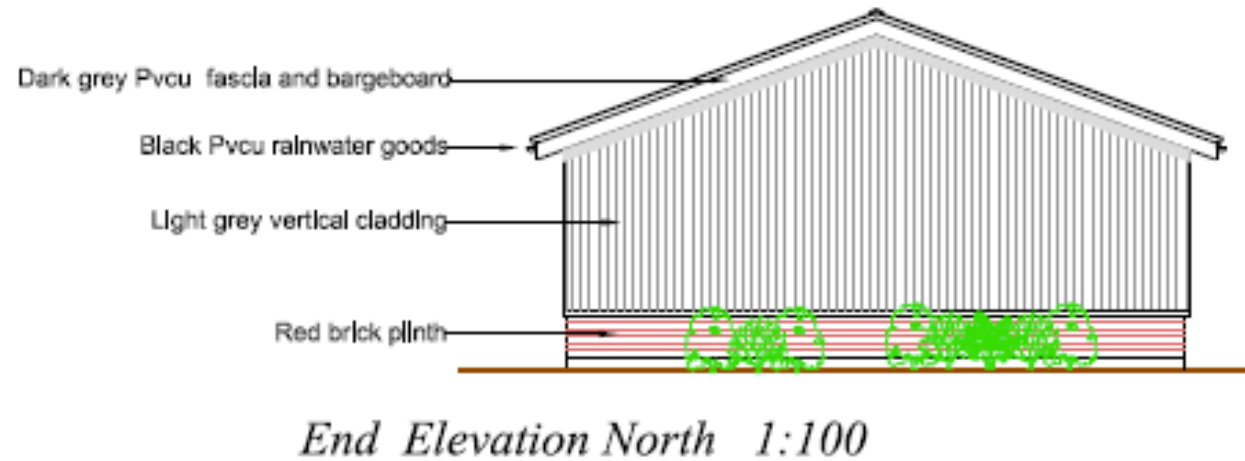 Dark grey Pvcu fascia and bargeboard
Black Pvcu rainwater goods
Light grey vertical cladding
Red brick plinth
End Elevation North 1:100